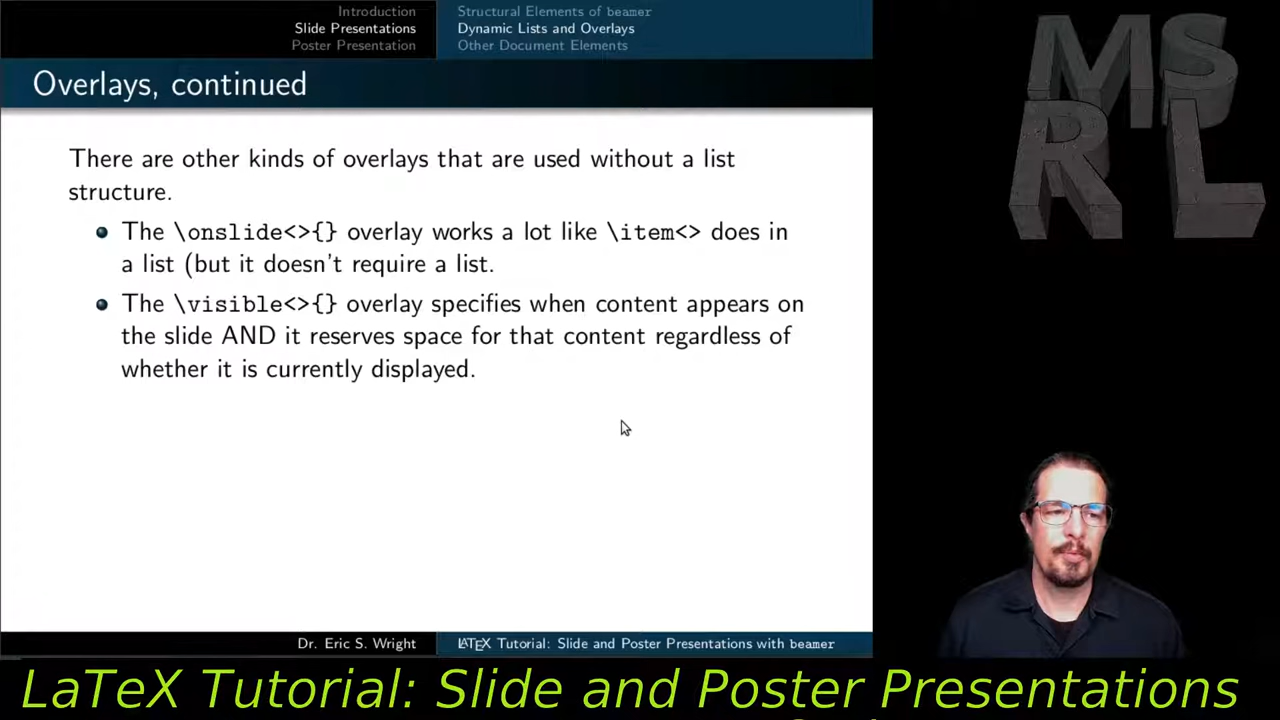 Introduction
Slide Presentations
Poster Presentation
Structural Elements of beamer
Dynamic Lists and Overlays
Other Document Elements
Overlays, continued
There are other kinds of overlays that are used without a list
structure.
The \onslide<>{} overlay works a lot like \item<> does in
a list (but it doesn't require a list.
The \visible<>{} overlay specifies when content appears on
the slide AND it reserves space for that content regardless of
whether it is currently displayed.
Dr. Eric S. Wright
LATEX Tutorial: Slide and Poster Presentations with beamer
MS
RL
LaTeX Tutorial: Slide and Poster Presentations